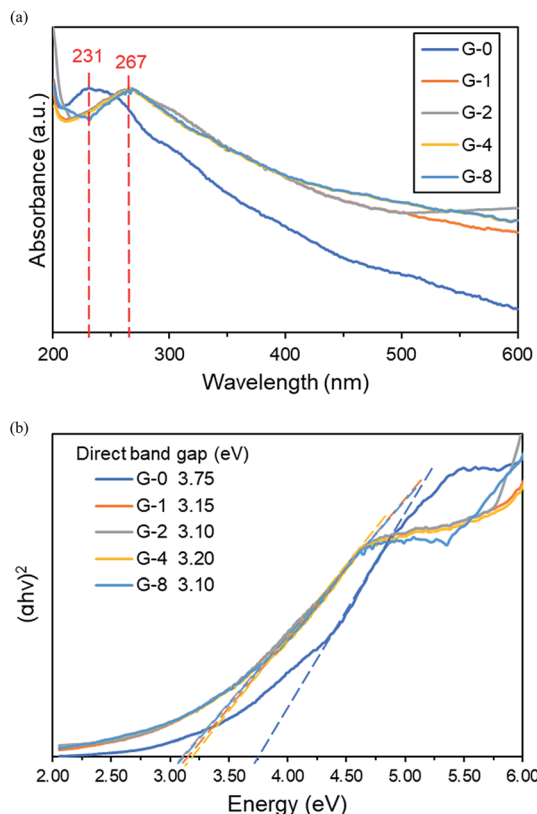 (a)
231 267
G-0
G-1
G-2
G-4
G-8
Absorbance (a.u.)
200 300 400 500 600
Wavelength (nm)
(b)
Direct band gap (eV)
G-0 3.75
G-1 3.15
G-2 3.10
G-4 3.20
G-8 3.10
(αhν)²
2.00 2.50 3.00 3.50 4.00 4.50 5.00 5.50 6.00
Energy (eV)